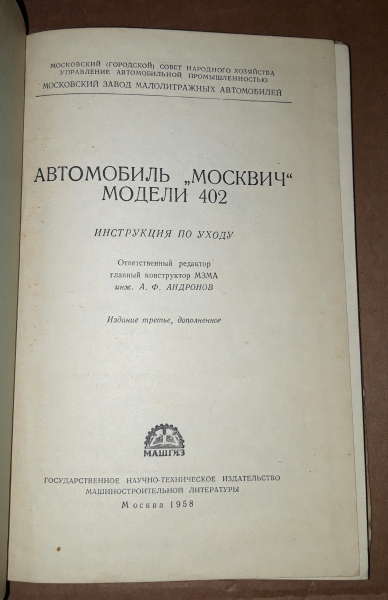 МОСКОВСКИЙ (ГОРОДСКОЙ) СОВЕТ НАРОДНОГО ХОЗЯЙСТВА
УПРАВЛЕНИЕ АВТОМОБИЛЬНОЙ ПРОМЫШЛЕННОСТЬЮ
МОСКОВСКИЙ ЗАВОД МАЛОЛИТРАЖНЫХ АВТОМОБИЛЕЙ
АВТОМОБИЛЬ „МОСКВИЧ“
МОДЕЛИ 402
ИНСТРУКЦИЯ ПО УХОДУ
Ответственный редактор
главный конструктор МЗМА
инж. А. Ф. АНДРОНОВ
Издание третье, дополненное
МАШГИЗ
ГОСУДАРСТВЕННОЕ НАУЧНО-ТЕХНИЧЕСКОЕ ИЗДАТЕЛЬСТВО
МАШИНОСТРОИТЕЛЬНОЙ ЛИТЕРАТУРЫ
Москва 1958